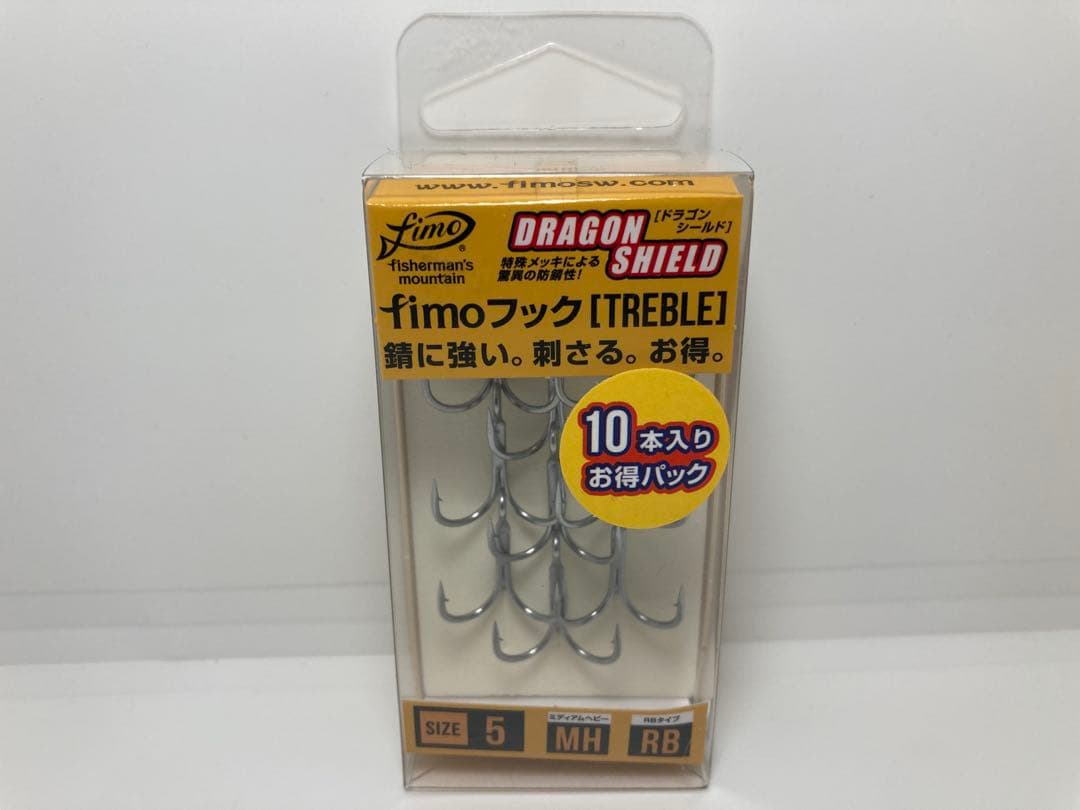 www.fimosw.com
fimo®
fisherman's
mountain
DRAGON
SHIELD
[ドラゴン
シールド]
特殊メッキによる
驚異の防錆性!
fimoフック[TREBLE]
錆に強い。刺さる。お得。
10本入り
お得パック
SIZE 5
ミディアムヘビー
MH
RBタイプ
RB